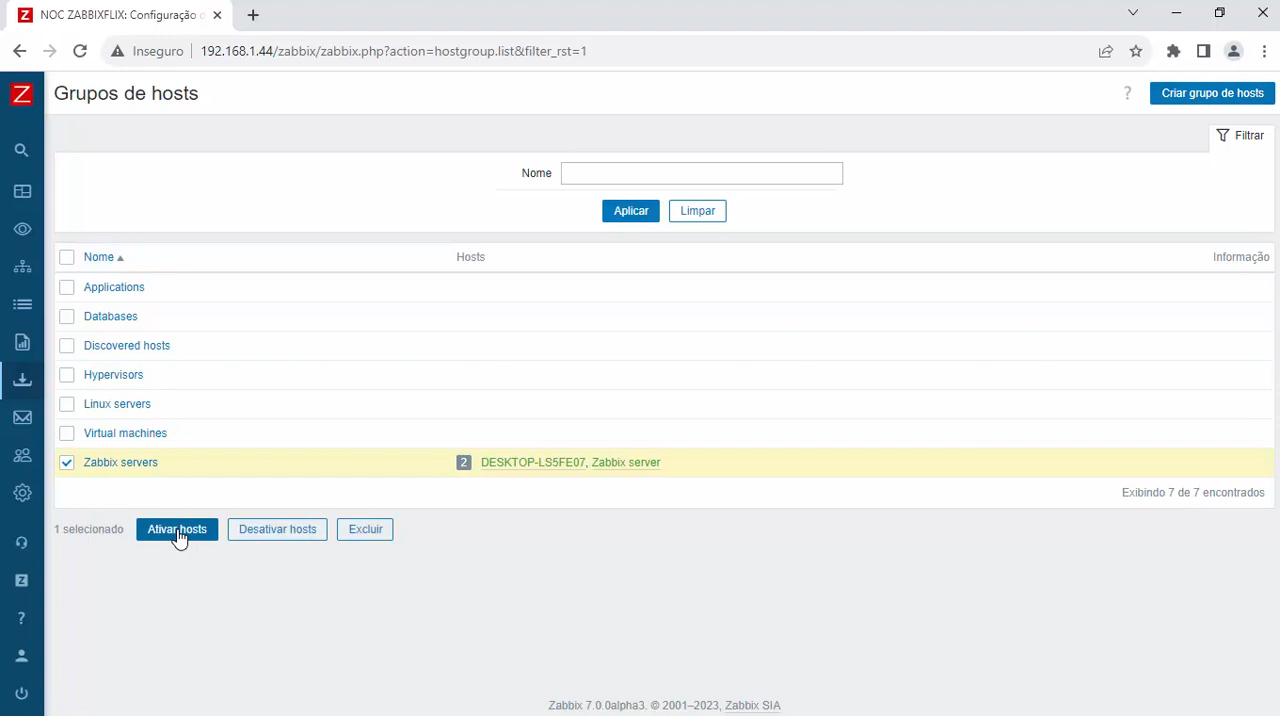 Z NOC ZABBIXFLIX: Configuração d
Inseguro 192.168.1.44/zabbix/zabbix.php?action=hostgroup.list&filter_rst=1
Z Grupos de hosts ? Criar grupo de hosts
Filtrar
Nome
Aplicar Limpar
Nome Hosts Informação
Applications
Databases
Discovered hosts
Hypervisors
Linux servers
Virtual machines
Zabbix servers 2 DESKTOP-LS5FE07, Zabbix server
Exibindo 7 de 7 encontrados
1 selecionado Ativar hosts Desativar hosts Excluir
Z
?
Zabbix 7.0.0alpha3. © 2001–2023, Zabbix SIA